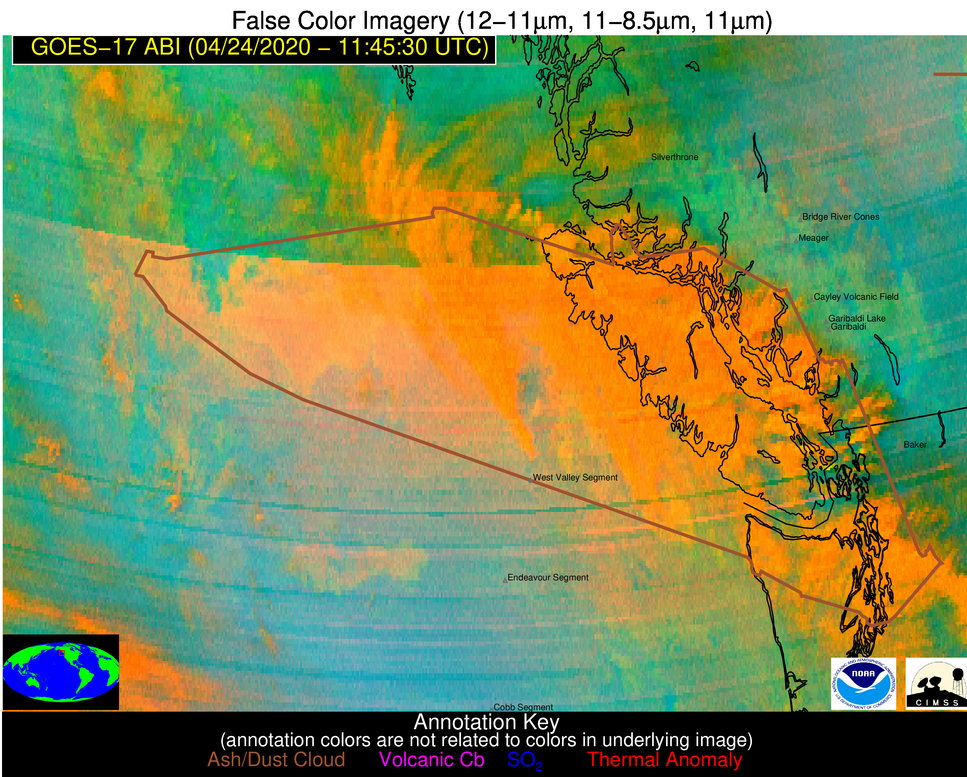 False Color Imagery (12−11μm, 11−8.5μm, 11μm)
GOES−17 ABI (04/24/2020 − 11:45:30 UTC)
Silverthrone
Bridge River Cones
Meager
Cayley Volcanic Field
Garibaldi Lake
Garibaldi
Baker
West Valley Segment
Endeavour Segment
Cobb Segment
NOAA
CIMSS
Annotation Key
(annotation colors are not related to colors in underlying image)
Ash/Dust Cloud Volcanic Cb SO₂ Thermal Anomaly